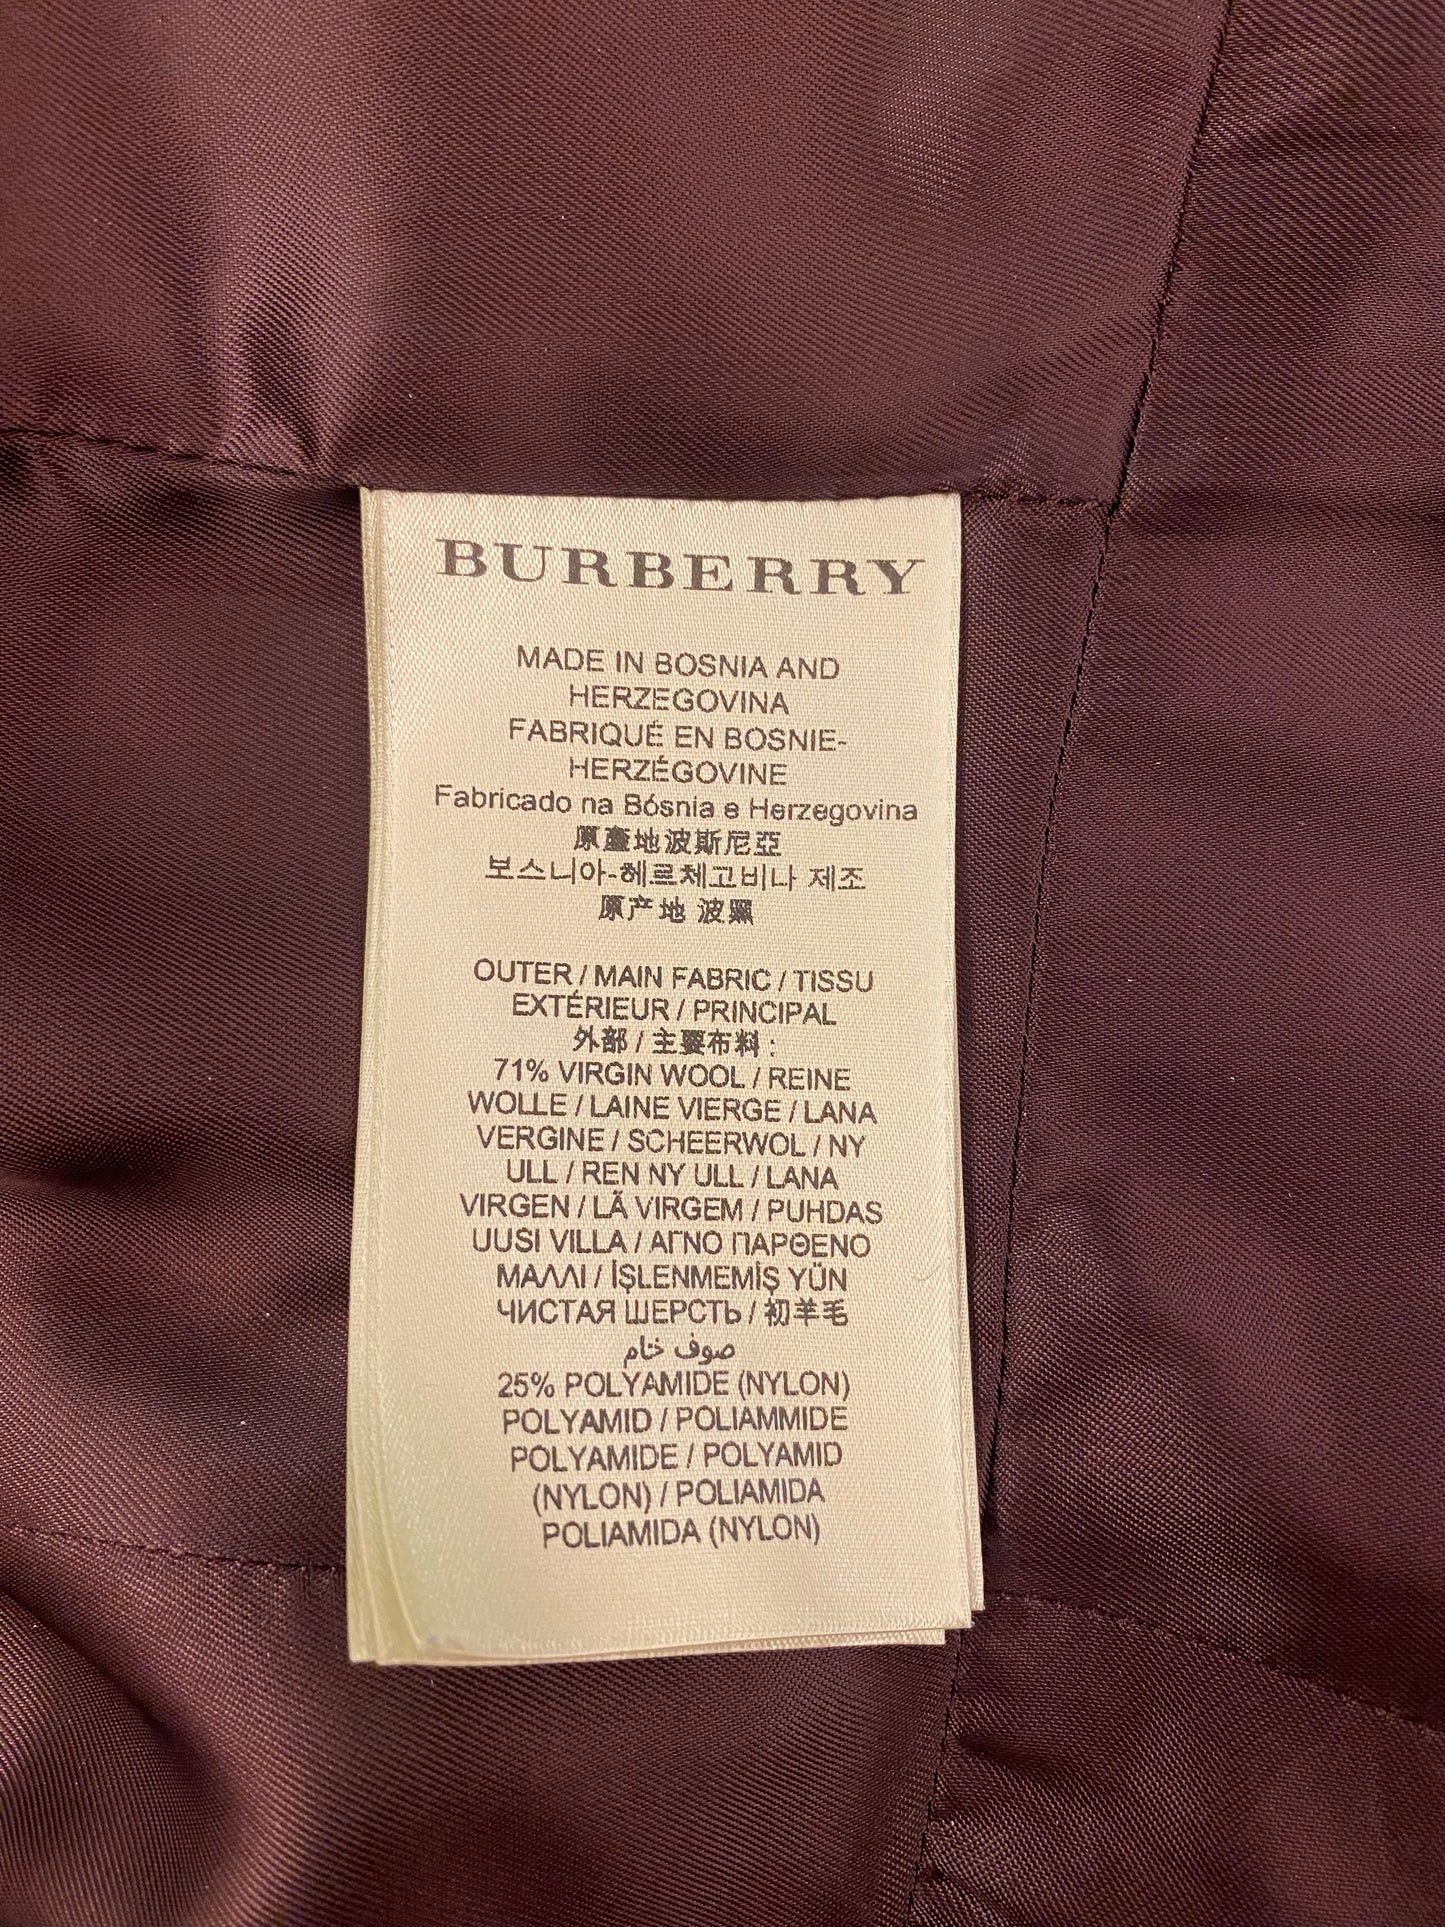 BURBERRY
MADE IN BOSNIA AND
HERZEGOVINA
FABRIQUÉ EN BOSNIE-
HERZÉGOVINE
Fabricado na Bósnia e Herzegovina
原產地波斯尼亞
보스니아-헤르체고비나 제조
原产地 波黑
OUTER / MAIN FABRIC / TISSU
EXTÉRIEUR / PRINCIPAL
外部 / 主要布料 :
71% VIRGIN WOOL / REINE
WOLLE / LAINE VIERGE / LANA
VERGINE / SCHEERWOL / NY
ULL / REN NY ULL / LANA
VIRGEN / LÃ VIRGEM / PUHDAS
UUSI VILLA / ΑΓΝΟ ΠΑΡΘΕΝΟ
ΜΑΛΛΙ / İŞLENMEMİŞ YÜN
ЧИСТАЯ ШЕРСТЬ / 初羊毛
صوف خام
25% POLYAMIDE (NYLON)
POLYAMID / POLIAMMIDE
POLYAMIDE / POLYAMID
(NYLON) / POLIAMIDA
POLIAMIDA (NYLON)